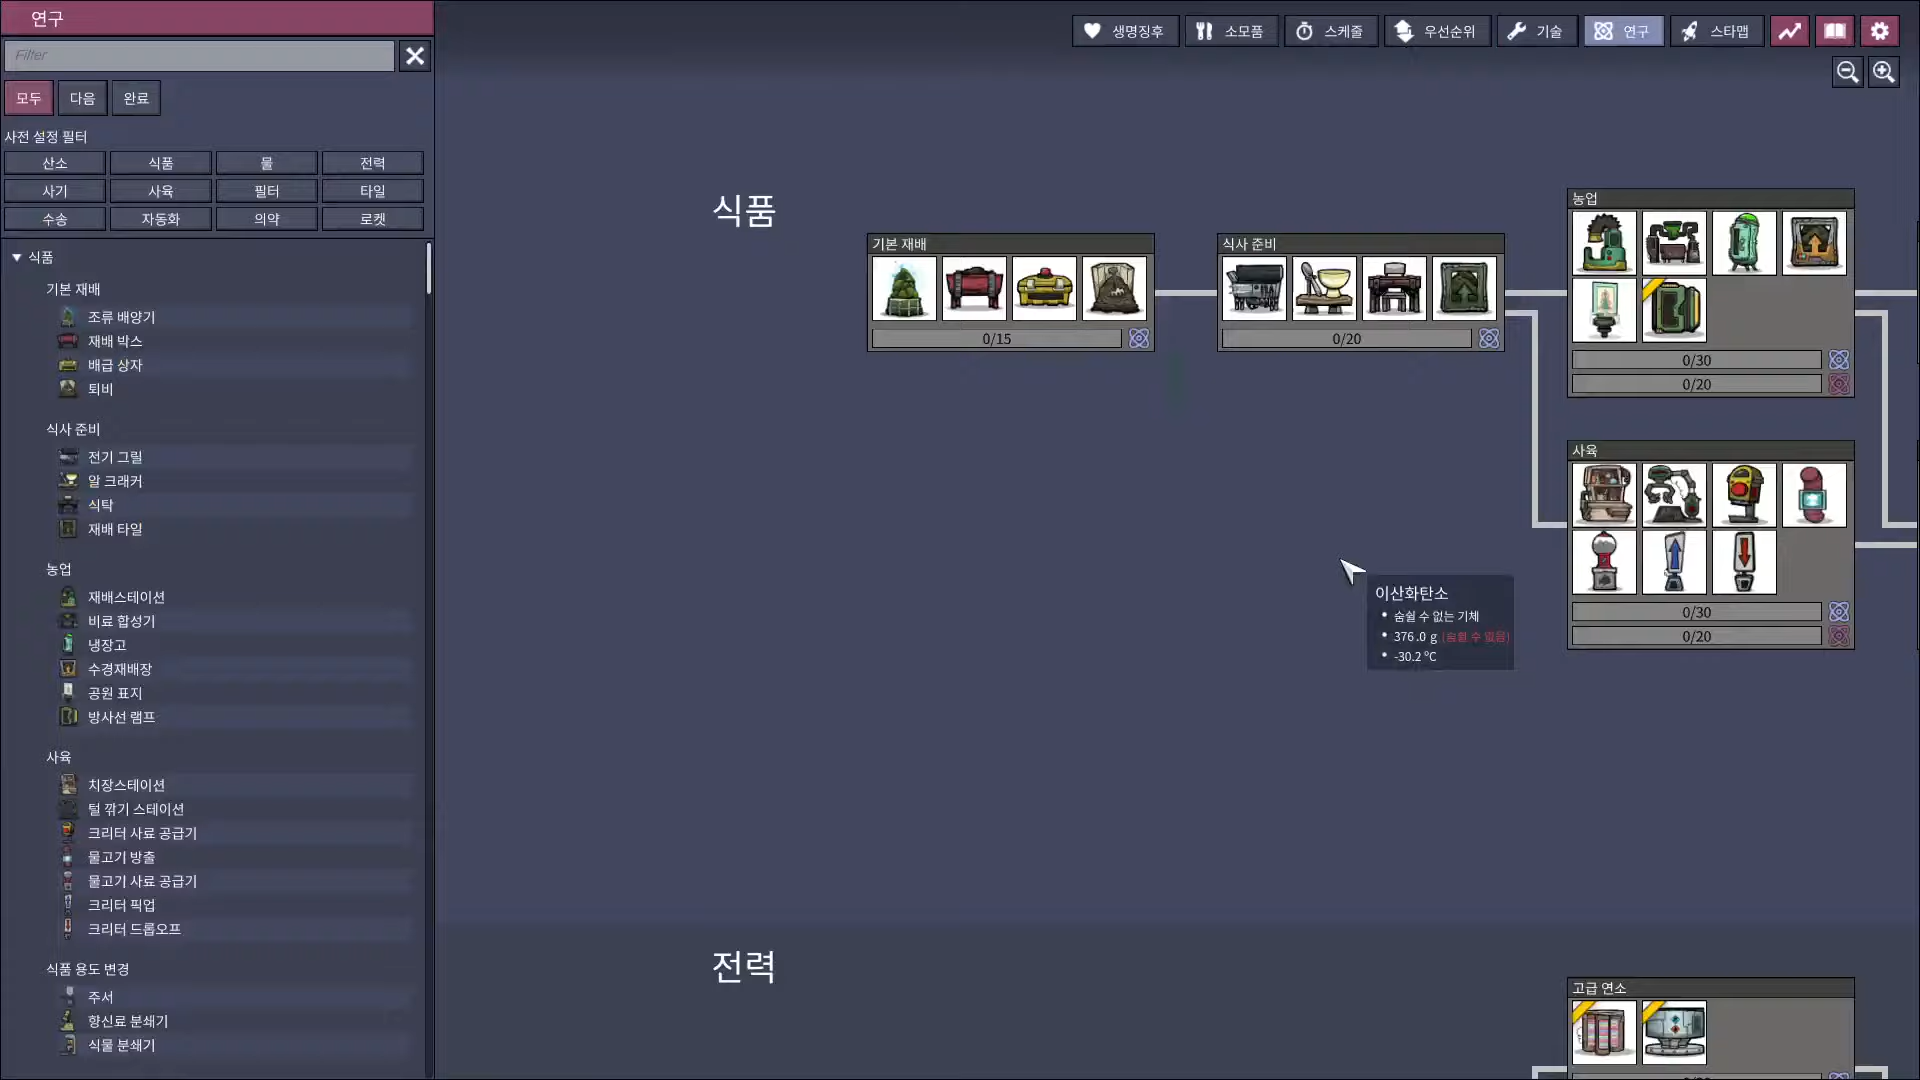 연구
Filter
모두 다음 완료
사전 설정 필터
산소 식품 물 전력
사기 사육 필터 타일
수송 자동화 의약 로켓
식품
기본 재배
조류 배양기
재배 박스
배급 상자
퇴비
식사 준비
전기 그릴
알 크래커
식탁
재배 타일
농업
재배스테이션
비료 합성기
냉장고
수경재배장
공원 표지
방사선 램프
사육
치장스테이션
털 깎기 스테이션
크리터 사료 공급기
물고기 방출
물고기 사료 공급기
크리터 픽업
크리터 드롭오프
식품 용도 변경
주서
향신료 분쇄기
식물 분쇄기
생명징후 소모품 스케줄 우선순위 기술 연구 스타맵
식품
기본 재배
0/15
식사 준비
0/20
농업
0/30
0/20
사육
0/30
0/20
이산화탄소
• 숨쉴 수 없는 기체
• 376.0 g (숨쉴 수 없음)
• -30.2 ºC
전력
고급 연소